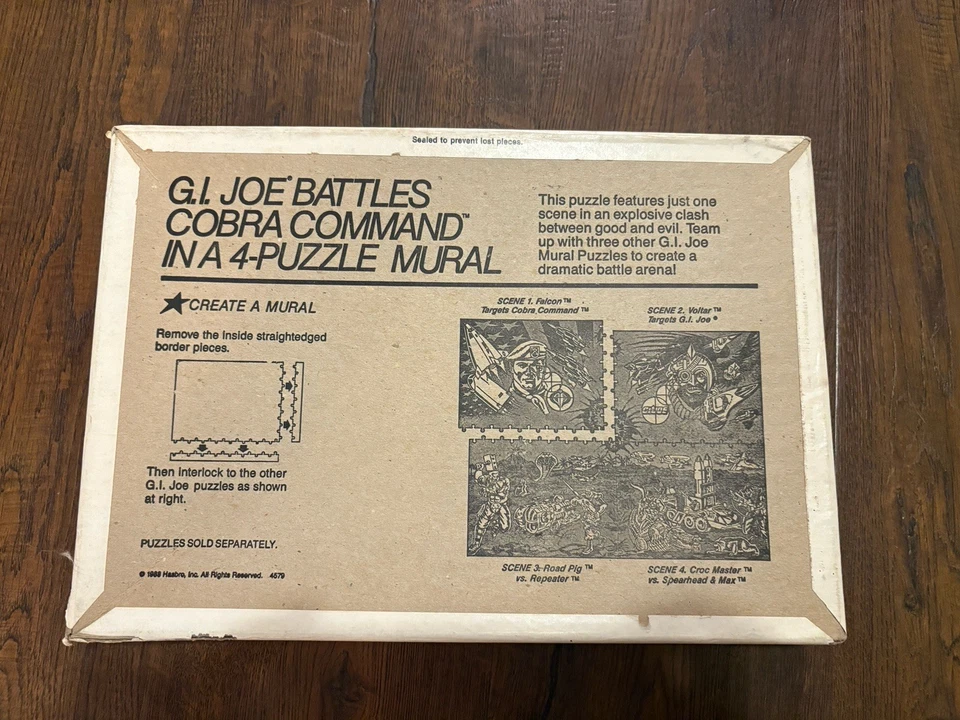 Sealed to prevent lost pieces.
G.I. JOE® BATTLES
COBRA COMMAND™
IN A 4-PUZZLE MURAL
This puzzle features just one
scene in an explosive clash
between good and evil. Team
up with three other G.I. Joe
Mural Puzzles to create a
dramatic battle arena!
★CREATE A MURAL
Remove the inside straightedged
border pieces.
Then interlock to the other
G.I. Joe puzzles as shown
at right.
PUZZLES SOLD SEPARATELY.
© 1988 Hasbro, Inc. All Rights Reserved. 4579
SCENE 1. Falcon™
Targets Cobra Command™
SCENE 2. Voltar™
Targets G.I. Joe®
SCENE 3. Road Pig™
vs. Repeater™
SCENE 4. Croc Master™
vs. Spearhead & Max™